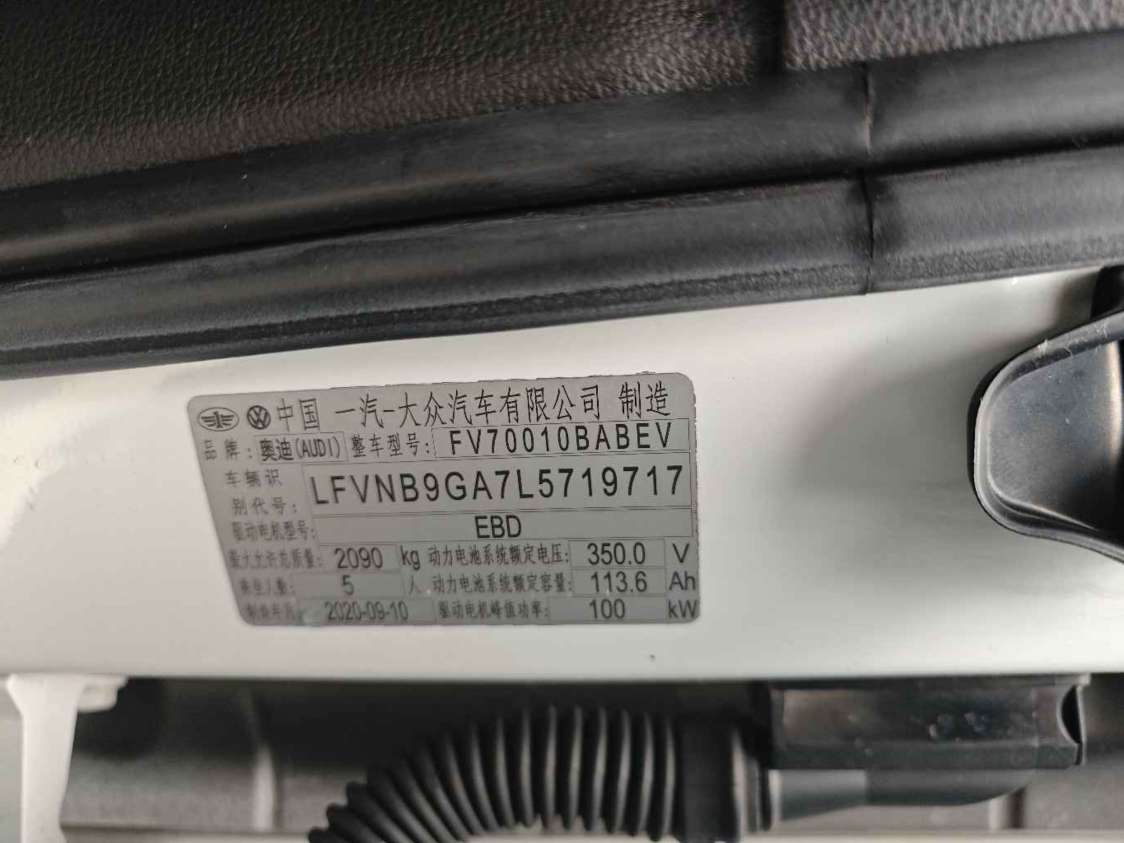 中国 一汽-大众汽车有限公司 制造
品牌: 奥迪(AUDI) 整车型号: FV70010BABEV
车辆识
别代号: LFVNB9GA7L5719717
驱动电机型号: EBD
最大允许总质量: 2090 kg 动力电池系统额定电压: 350.0 V
乘坐人数: 5 人 动力电池系统额定容量: 113.6 Ah
制造年月: 2020-09-10 驱动电机峰值功率: 100 kW